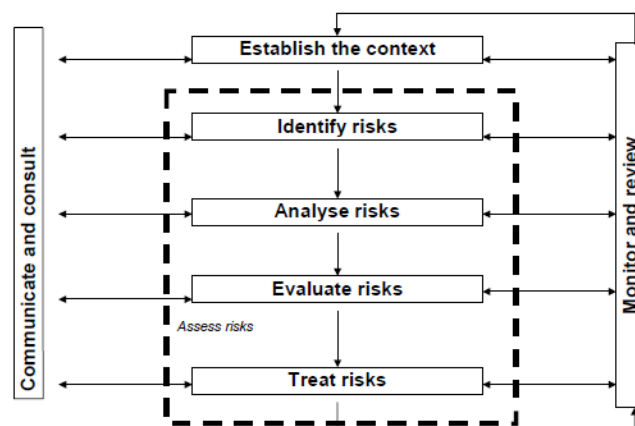 Establish the context
Identify risks
Analyse risks
Evaluate risks
Assess risks
Treat risks
Communicate and consult
Monitor and review